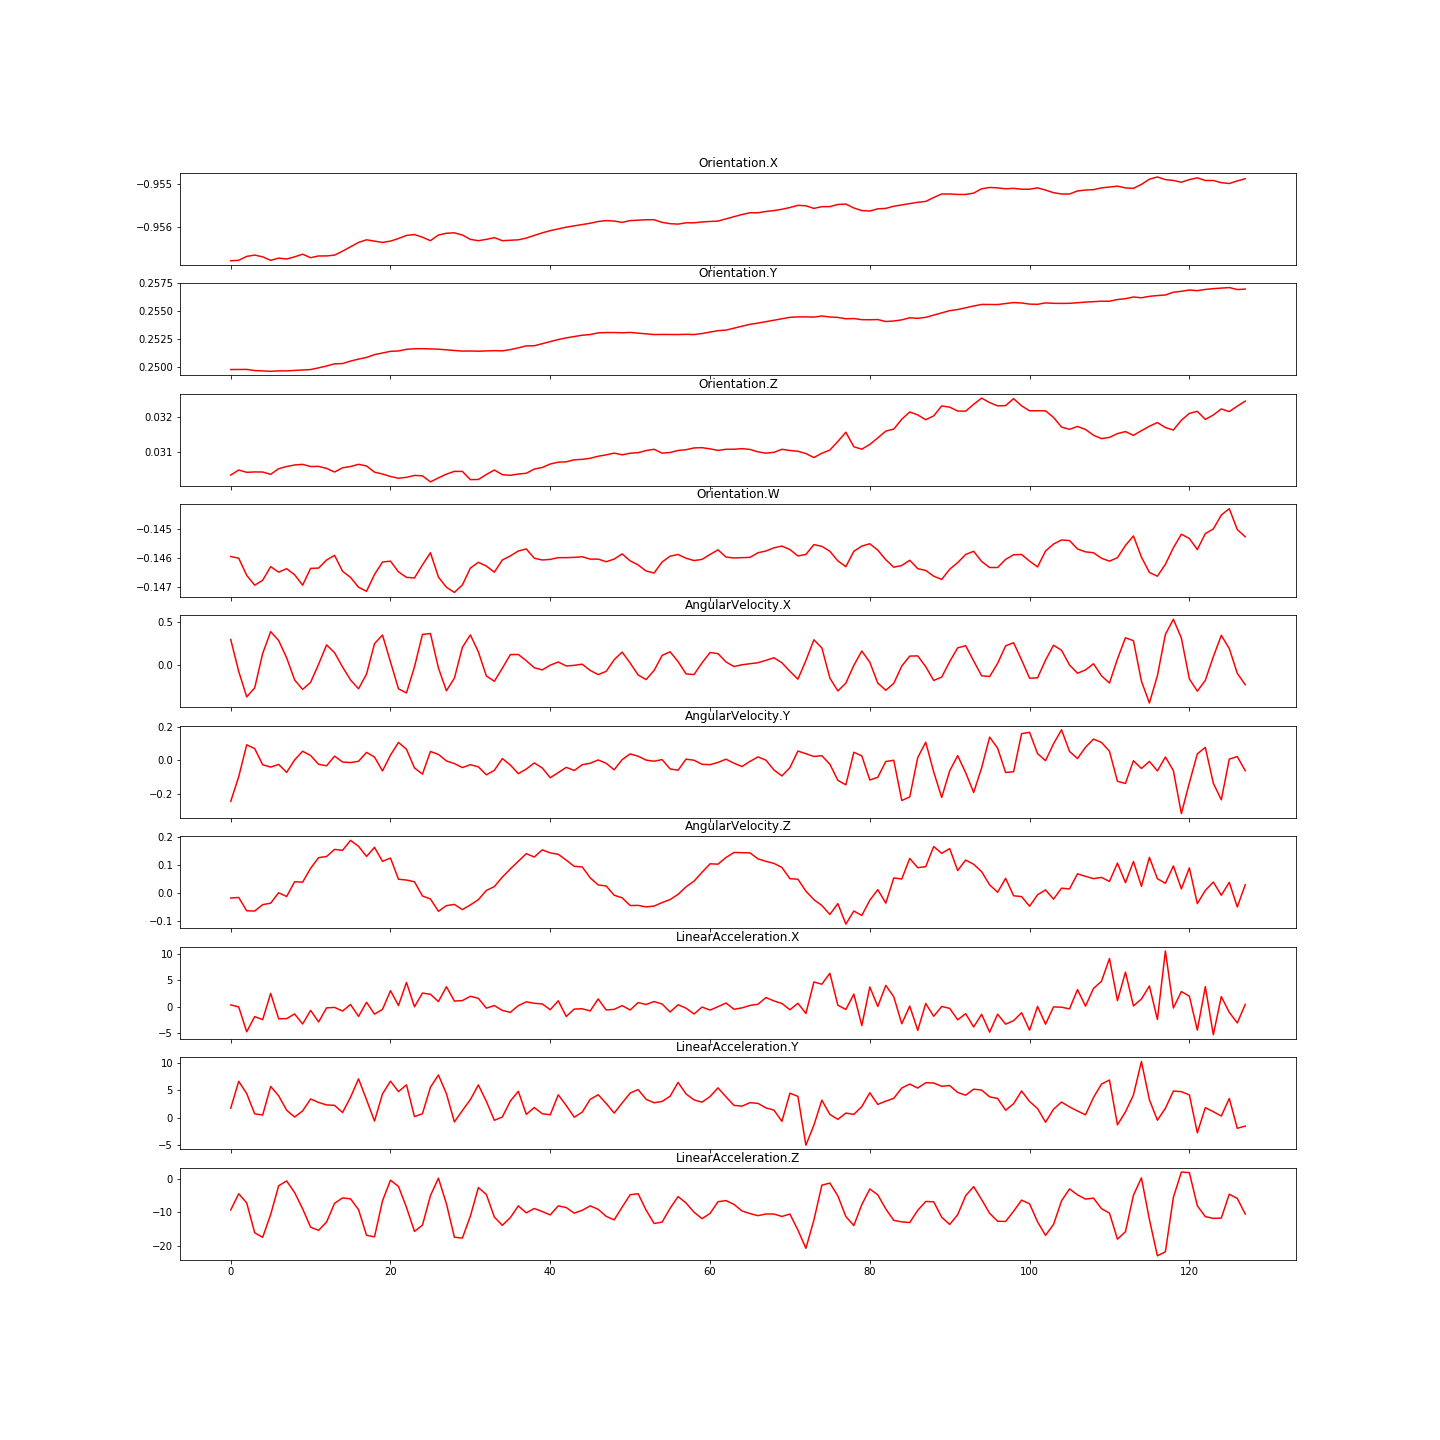 Orientation.X
−0.955
−0.956
Orientation.Y
0.2575
0.2550
0.2525
0.2500
Orientation.Z
0.032
0.031
Orientation.W
−0.145
−0.146
−0.147
AngularVelocity.X
0.5
0.0
AngularVelocity.Y
0.2
0.0
−0.2
AngularVelocity.Z
0.2
0.1
0.0
−0.1
LinearAcceleration.X
10
5
0
−5
LinearAcceleration.Y
10
5
0
−5
LinearAcceleration.Z
0
−10
−20
0 20 40 60 80 100 120